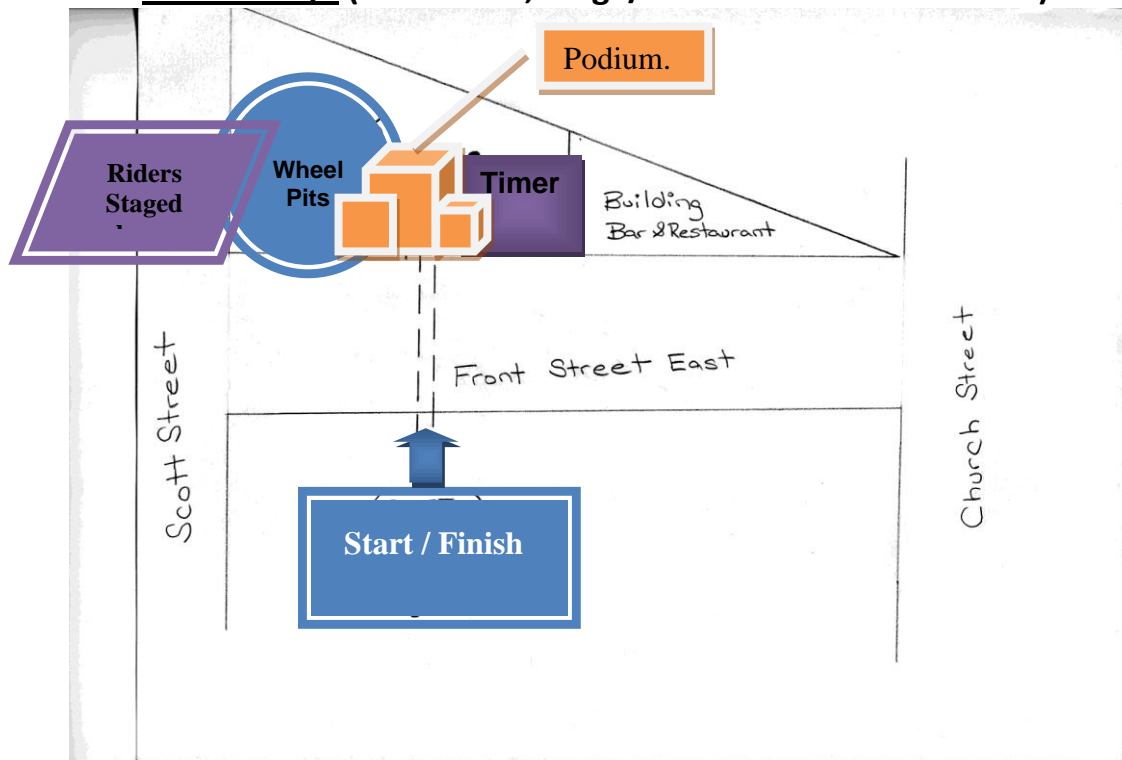 Podium.
Riders
Staged
Wheel
Pits
Timer
Building
Bar & Restaurant
Front Street East
Scott Street
Church Street
Start / Finish